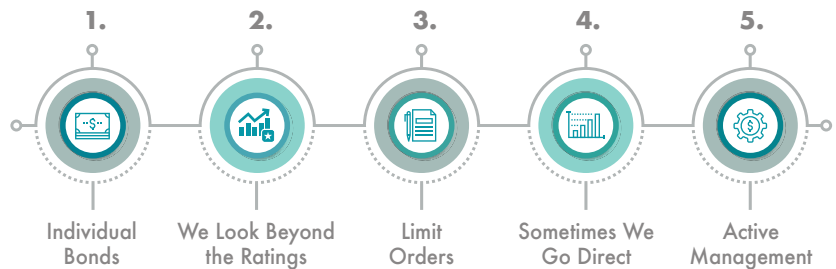 1.
2.
3.
4.
5.
$
$
Individual
Bonds
We Look Beyond
the Ratings
Limit
Orders
Sometimes We
Go Direct
Active
Management